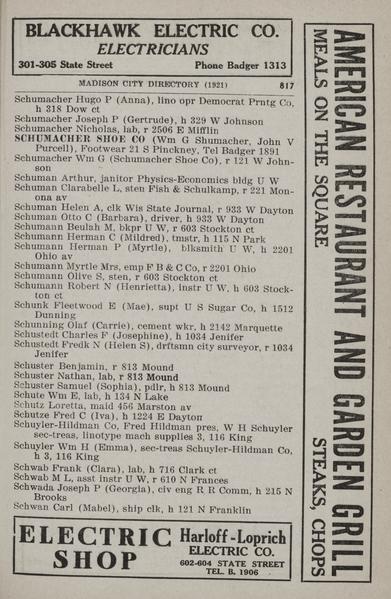 BLACKHAWK ELECTRIC CO.
ELECTRICIANS
301-305 State Street Phone Badger 1313
MADISON CITY DIRECTORY (1921) 817
Schumacher Hugo P (Anna), lino opr Democrat Prntg Co,
h 318 Dow ct
Schumacher Joseph P (Gertrude), h 329 W Johnson
Schumacher Nicholas, lab, r 2506 E Mifflin
SCHUMACHER SHOE CO (Wm G Shumacher, John V
Purcell), Footwear 21 S Pinckney, Tel Badger 1891
Schumacher Wm G (Schumacher Shoe Co), r 121 W John-
son
Schuman Arthur, janitor Physics-Economics bldg U W
Schuman Clarabelle L, sten Fish & Schulkamp, r 221 Mon-
ona av
Schuman Helen A, clk Wis State Journal, r 933 W Dayton
Schuman Otto C (Barbara), driver, h 933 W Dayton
Schumann Beulah M, bkpr U W, r 603 Stockton ct
Schumann Herman C (Mildred), tmstr, h 115 N Park
Schumann Herman P (Myrtle), blksmith U W, h 2201
Ohio av
Schumann Myrtle Mrs, emp F B & C Co, r 2201 Ohio
Schumann Olive S, sten, r 603 Stockton ct
Schumann Robert N (Henrietta), instr U W, h 603 Stock-
ton ct
Schunk Fleetwood E (Mae), supt U S Sugar Co, h 1512
Dunning
Schunning Olaf (Carrie), cement wkr, h 2142 Marquette
Schustedt Charles F (Josephine), h 1034 Jenifer
Schustedt Fredk N (Helen S), drftsmn city surveyor, r 1034
Jenifer
Schuster Benjamin, r 813 Mound
Schuster Nathan, lab, r 813 Mound
Schuster Samuel (Sophia), pdlr, h 813 Mound
Schute Wm E, lab, h 134 N Lake
Schutz Loretta, maid 456 Marston av
Schutze Fred C (Iva), h 1224 E Dayton
Schuyler-Hildman Co, Fred Hildman pres, W H Schuyler
sec-treas, linotype mach supplies 3, 116 King
Schuyler Wm H (Emma), sec-treas Schuyler-Hildman Co,
h 3, 116 King
Schwab Frank (Clara), lab, h 716 Clark ct
Schwab M L, asst instr U W, r 610 N Frances
Schwada Joseph P (Georgia), civ eng R R Comm, h 215 N
Brooks
Schwan Carl (Mabel), ship clk, h 121 N Franklin
ELECTRIC
SHOP
Harloff-Loprich
ELECTRIC CO.
602-604 STATE STREET
TEL. B. 1906
AMERICAN RESTAURANT AND GARDEN GRILL
MEALS ON THE SQUARE STEAKS, CHOPS